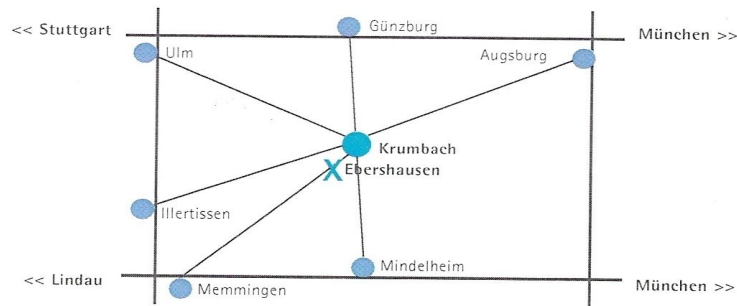 Günzburg
<< Stuttgart
München >>
Ulm
Augsburg
Krumbach
X Ebershausen
Illertissen
Mindelheim
<< Lindau
Memmingen
München >>